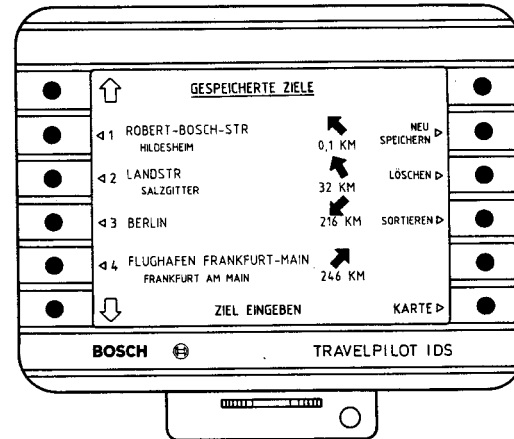 GESPEICHERTE ZIELE
1 ROBERT-BOSCH-STR
HILDESHEIM
0,1 KM
NEU
SPEICHERN
2 LANDSTR
SALZGITTER
32 KM
LÖSCHEN
3 BERLIN
216 KM
SORTIEREN
4 FLUGHAFEN FRANKFURT-MAIN
FRANKFURT AM MAIN
246 KM
ZIEL EINGEBEN
KARTE
BOSCH
TRAVELPILOT IDS